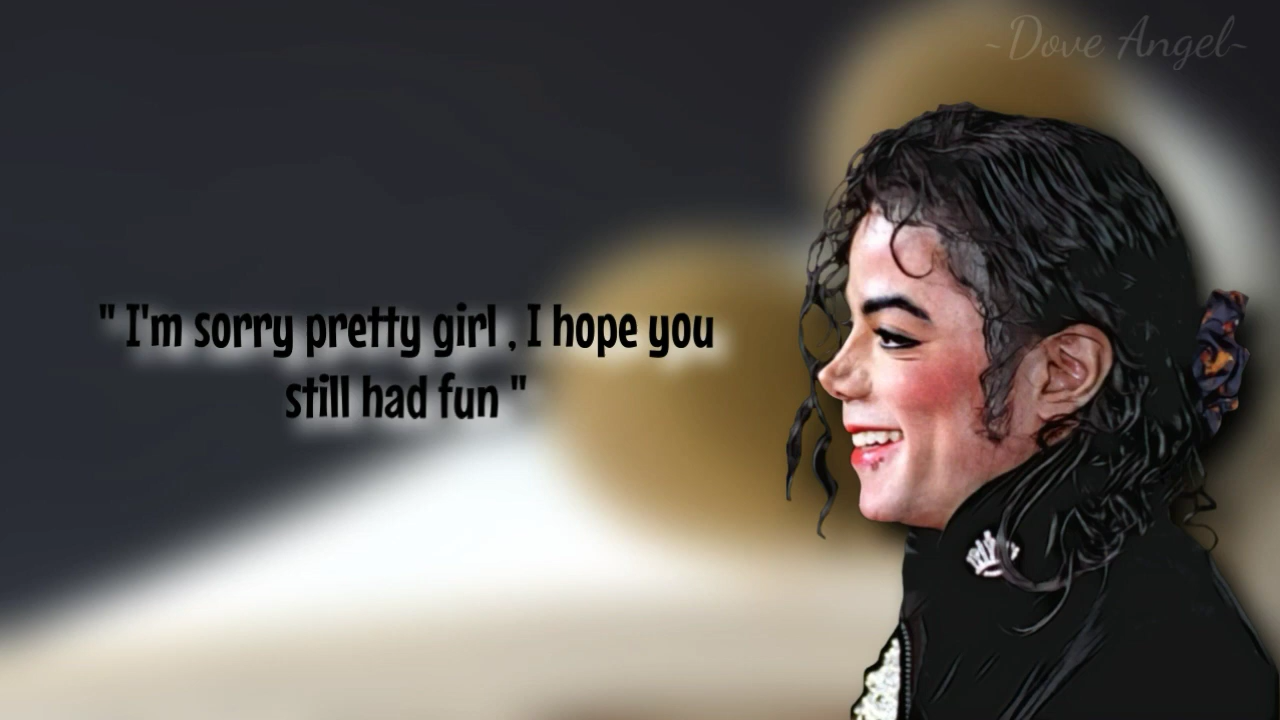 ~Dove Angel~
" I'm sorry pretty girl , I hope you
still had fun "